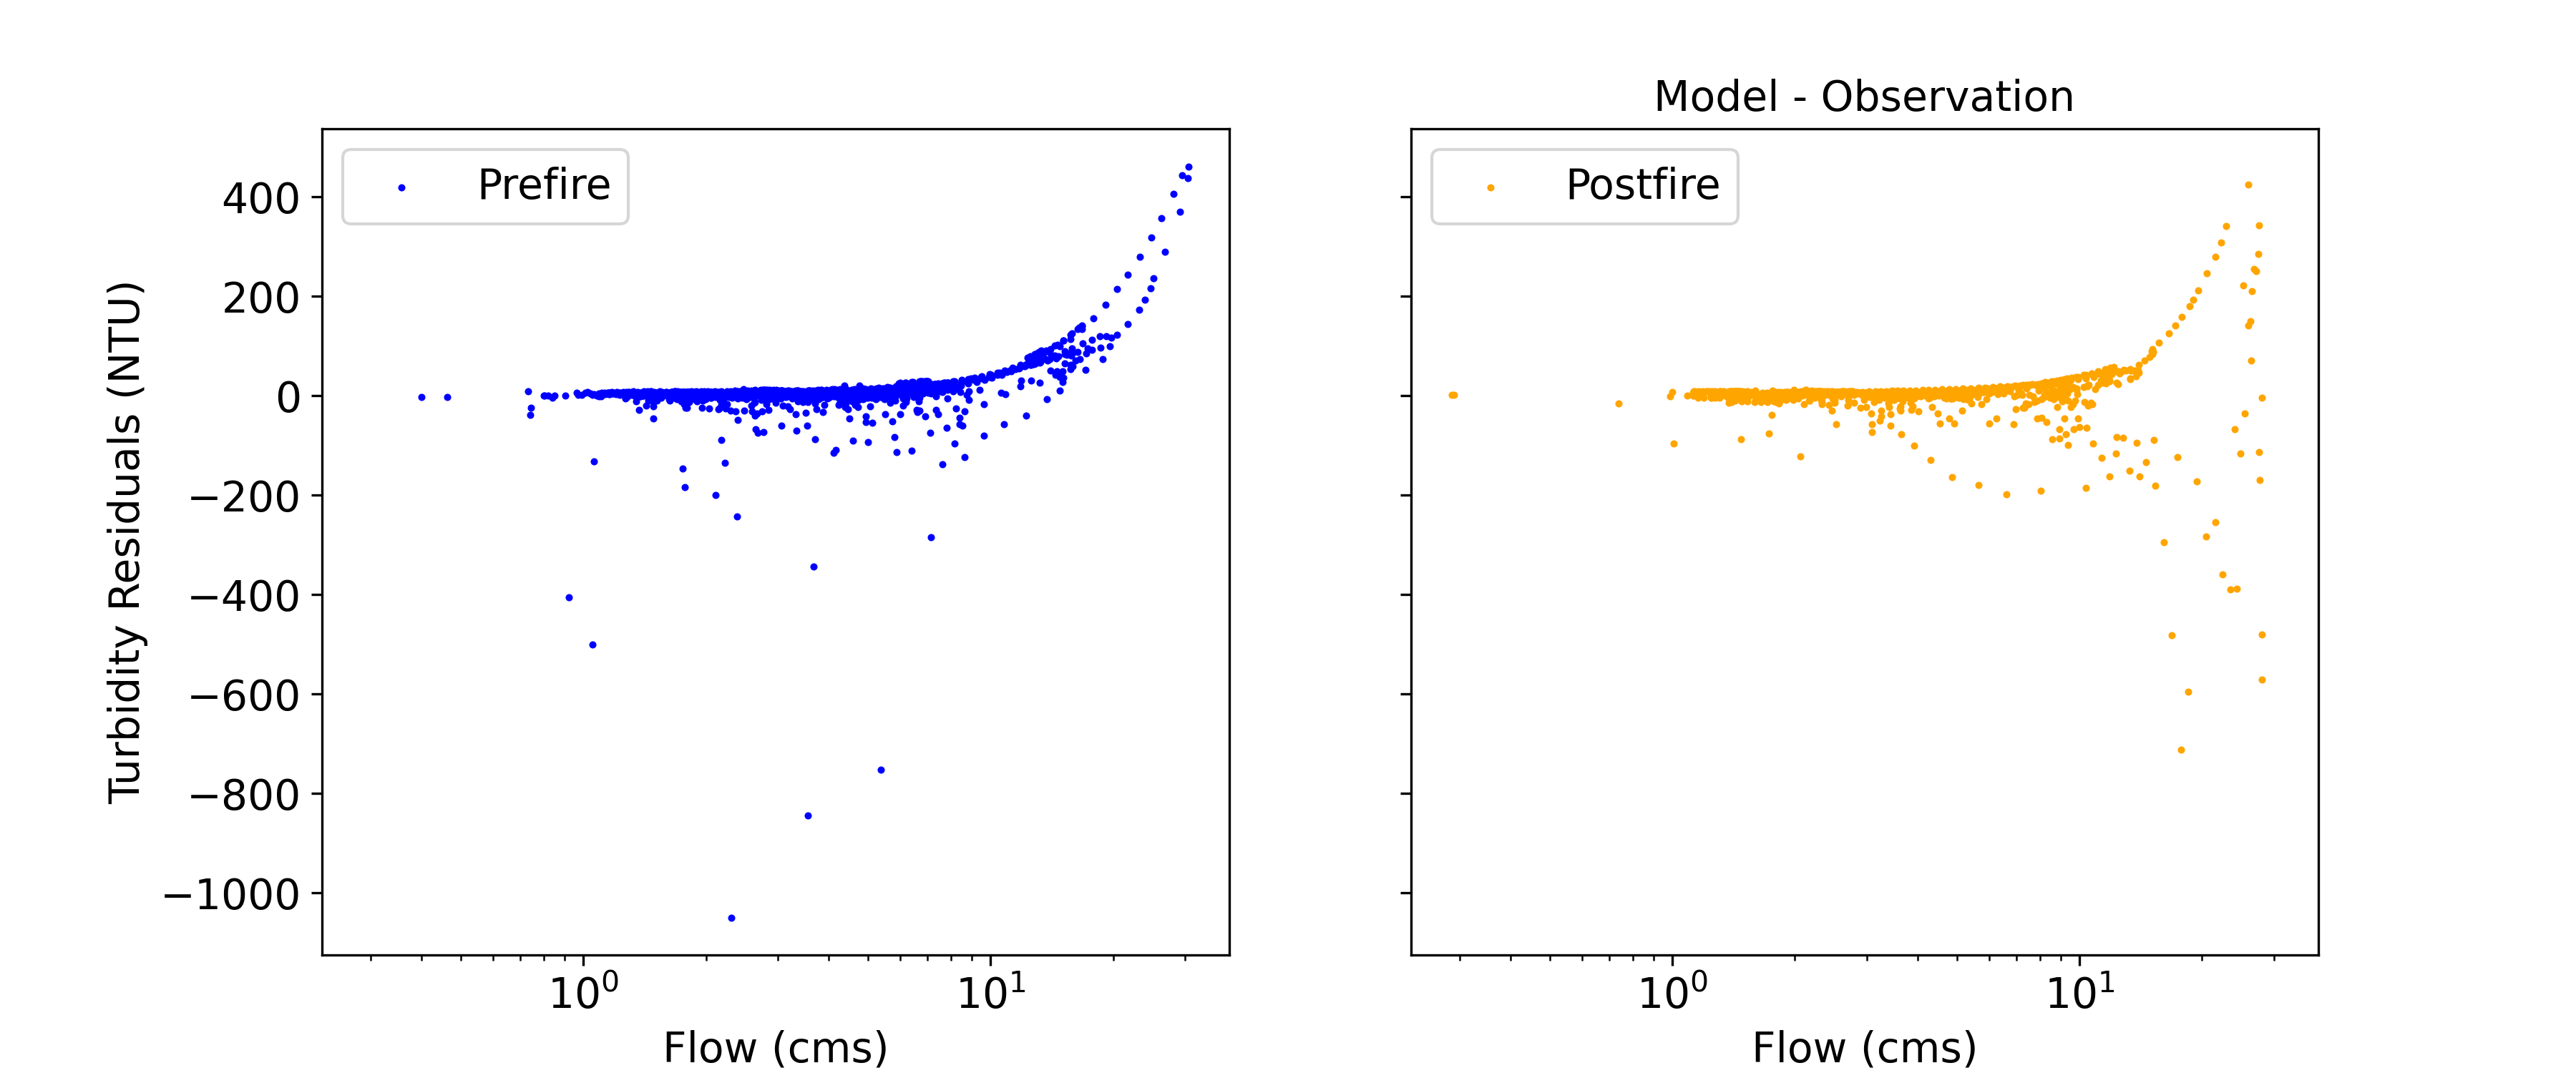 Model - Observation
Prefire
Postfire
400
200
0
−200
−400
−600
−800
−1000
Turbidity Residuals (NTU)
10⁰
10¹
10⁰
10¹
Flow (cms)
Flow (cms)